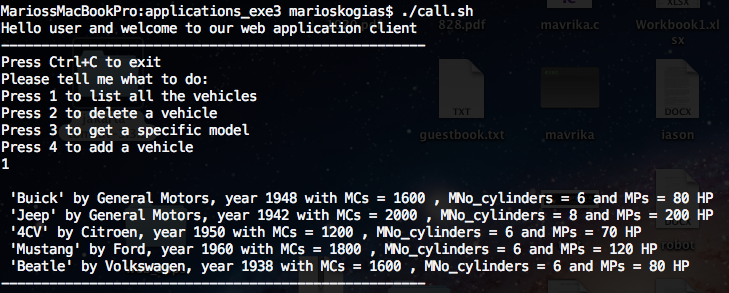 MariossMacBookPro:applications_exe3 marioskogias$ ./call.sh
Hello user and welcome to our web application client
----------------------------------------------------
Press Ctrl+C to exit
Please tell me what to do:
Press 1 to list all the vehicles
Press 2 to delete a vehicle
Press 3 to get a specific model
Press 4 to add a vehicle
1
'Buick' by General Motors, year 1948 with MCs = 1600 , MNo_cylinders = 6 and MPs = 80 HP
'Jeep' by General Motors, year 1942 with MCs = 2000 , MNo_cylinders = 8 and MPs = 200 HP
'4CV' by Citroen, year 1950 with MCs = 1200 , MNo_cylinders = 6 and MPs = 70 HP
'Mustang' by Ford, year 1960 with MCs = 1800 , MNo_cylinders = 6 and MPs = 120 HP
'Beatle' by Volkswagen, year 1938 with MCs = 1600 , MNo_cylinders = 6 and MPs = 80 HP
----------------------------------------------------
828.pdf
mavrika.c
XLSX
Workbook1.xlsx
TXT
guestbook.txt
mavrika
DOCX
iason
DOCX
robot